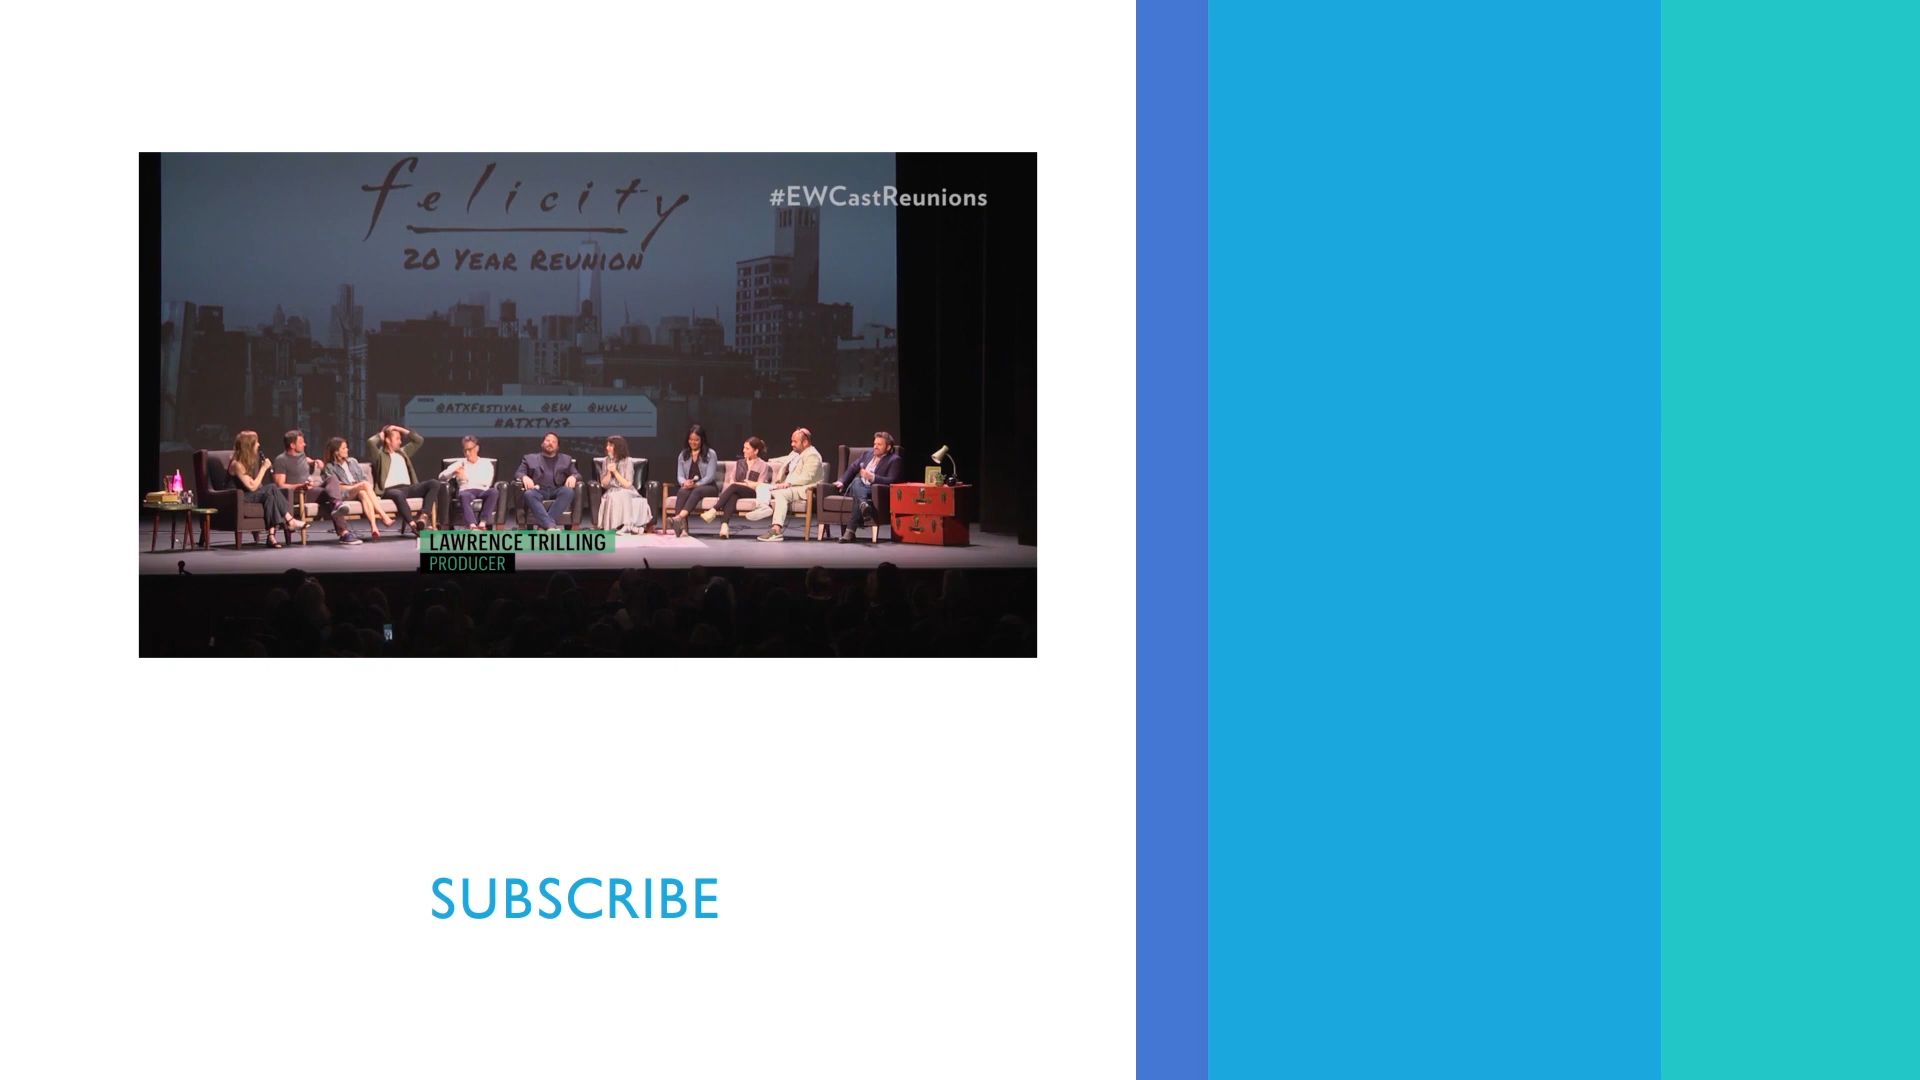 felicity
#EWCastReunions
20 YEAR REUNION
@ATXFESTIVAL @EW @HULU
#ATXTVS7
LAWRENCE TRILLING
PRODUCER
SUBSCRIBE